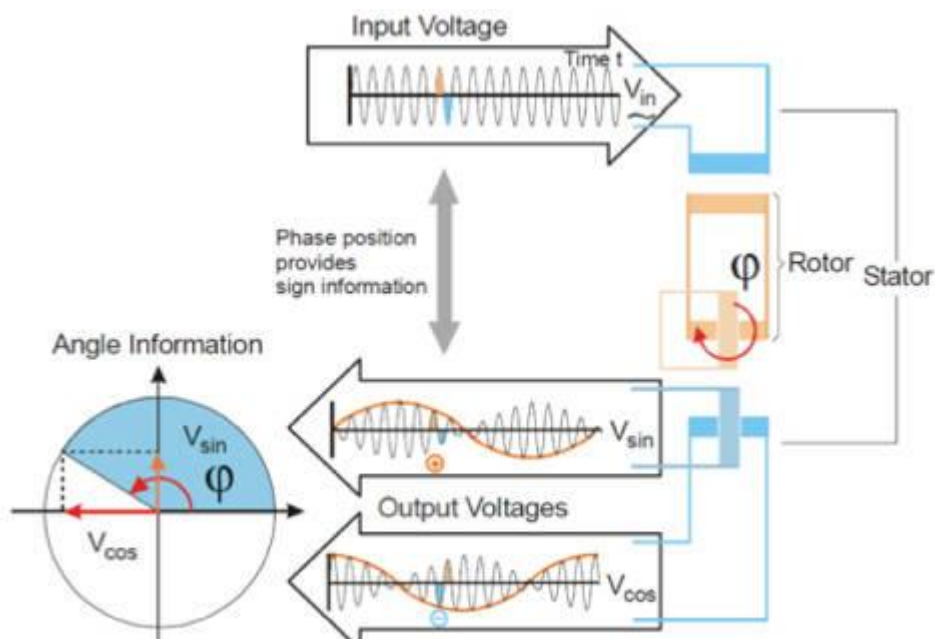 Input Voltage
Time t
V_in
~
Phase position
provides
sign information
φ
Rotor
Stator
Angle Information
V_sin
φ
V_cos
V_sin
+
Output Voltages
V_cos
−